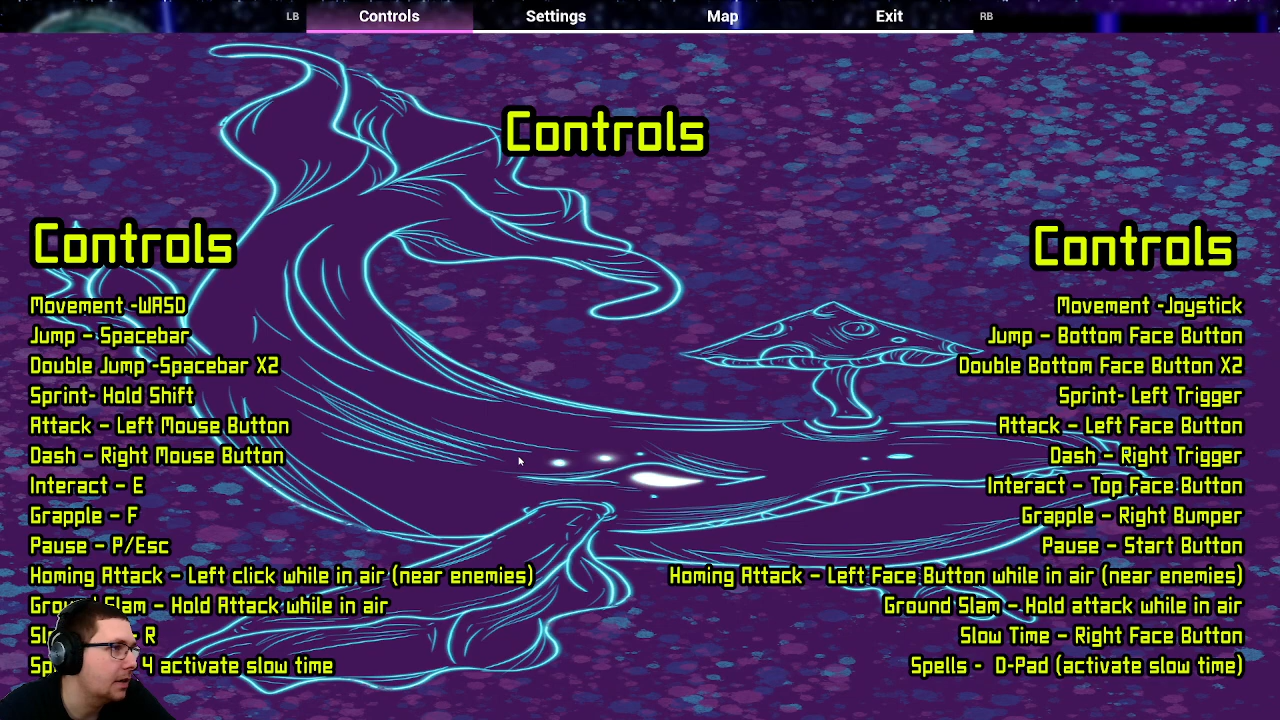 LB Controls Settings Map Exit RB
Controls
Controls
Movement -WASD
Jump - Spacebar
Double Jump -Spacebar X2
Sprint- Hold Shift
Attack - Left Mouse Button
Dash - Right Mouse Button
Interact - E
Grapple - F
Pause - P/Esc
Homing Attack - Left click while in air (near enemies)
Slam - Hold Attack while in air
R
4 activate slow time
Controls
Movement -Joystick
Jump - Bottom Face Button
Double Bottom Face Button X2
Sprint- Left Trigger
Attack - Left Face Button
Dash - Right Trigger
Interact - Top Face Button
Grapple - Right Bumper
Pause - Start Button
Homing Attack - Left Face Button while in air (near enemies)
Ground Slam - Hold attack while in air
Slow Time - Right Face Button
Spells - D-Pad (activate slow time)